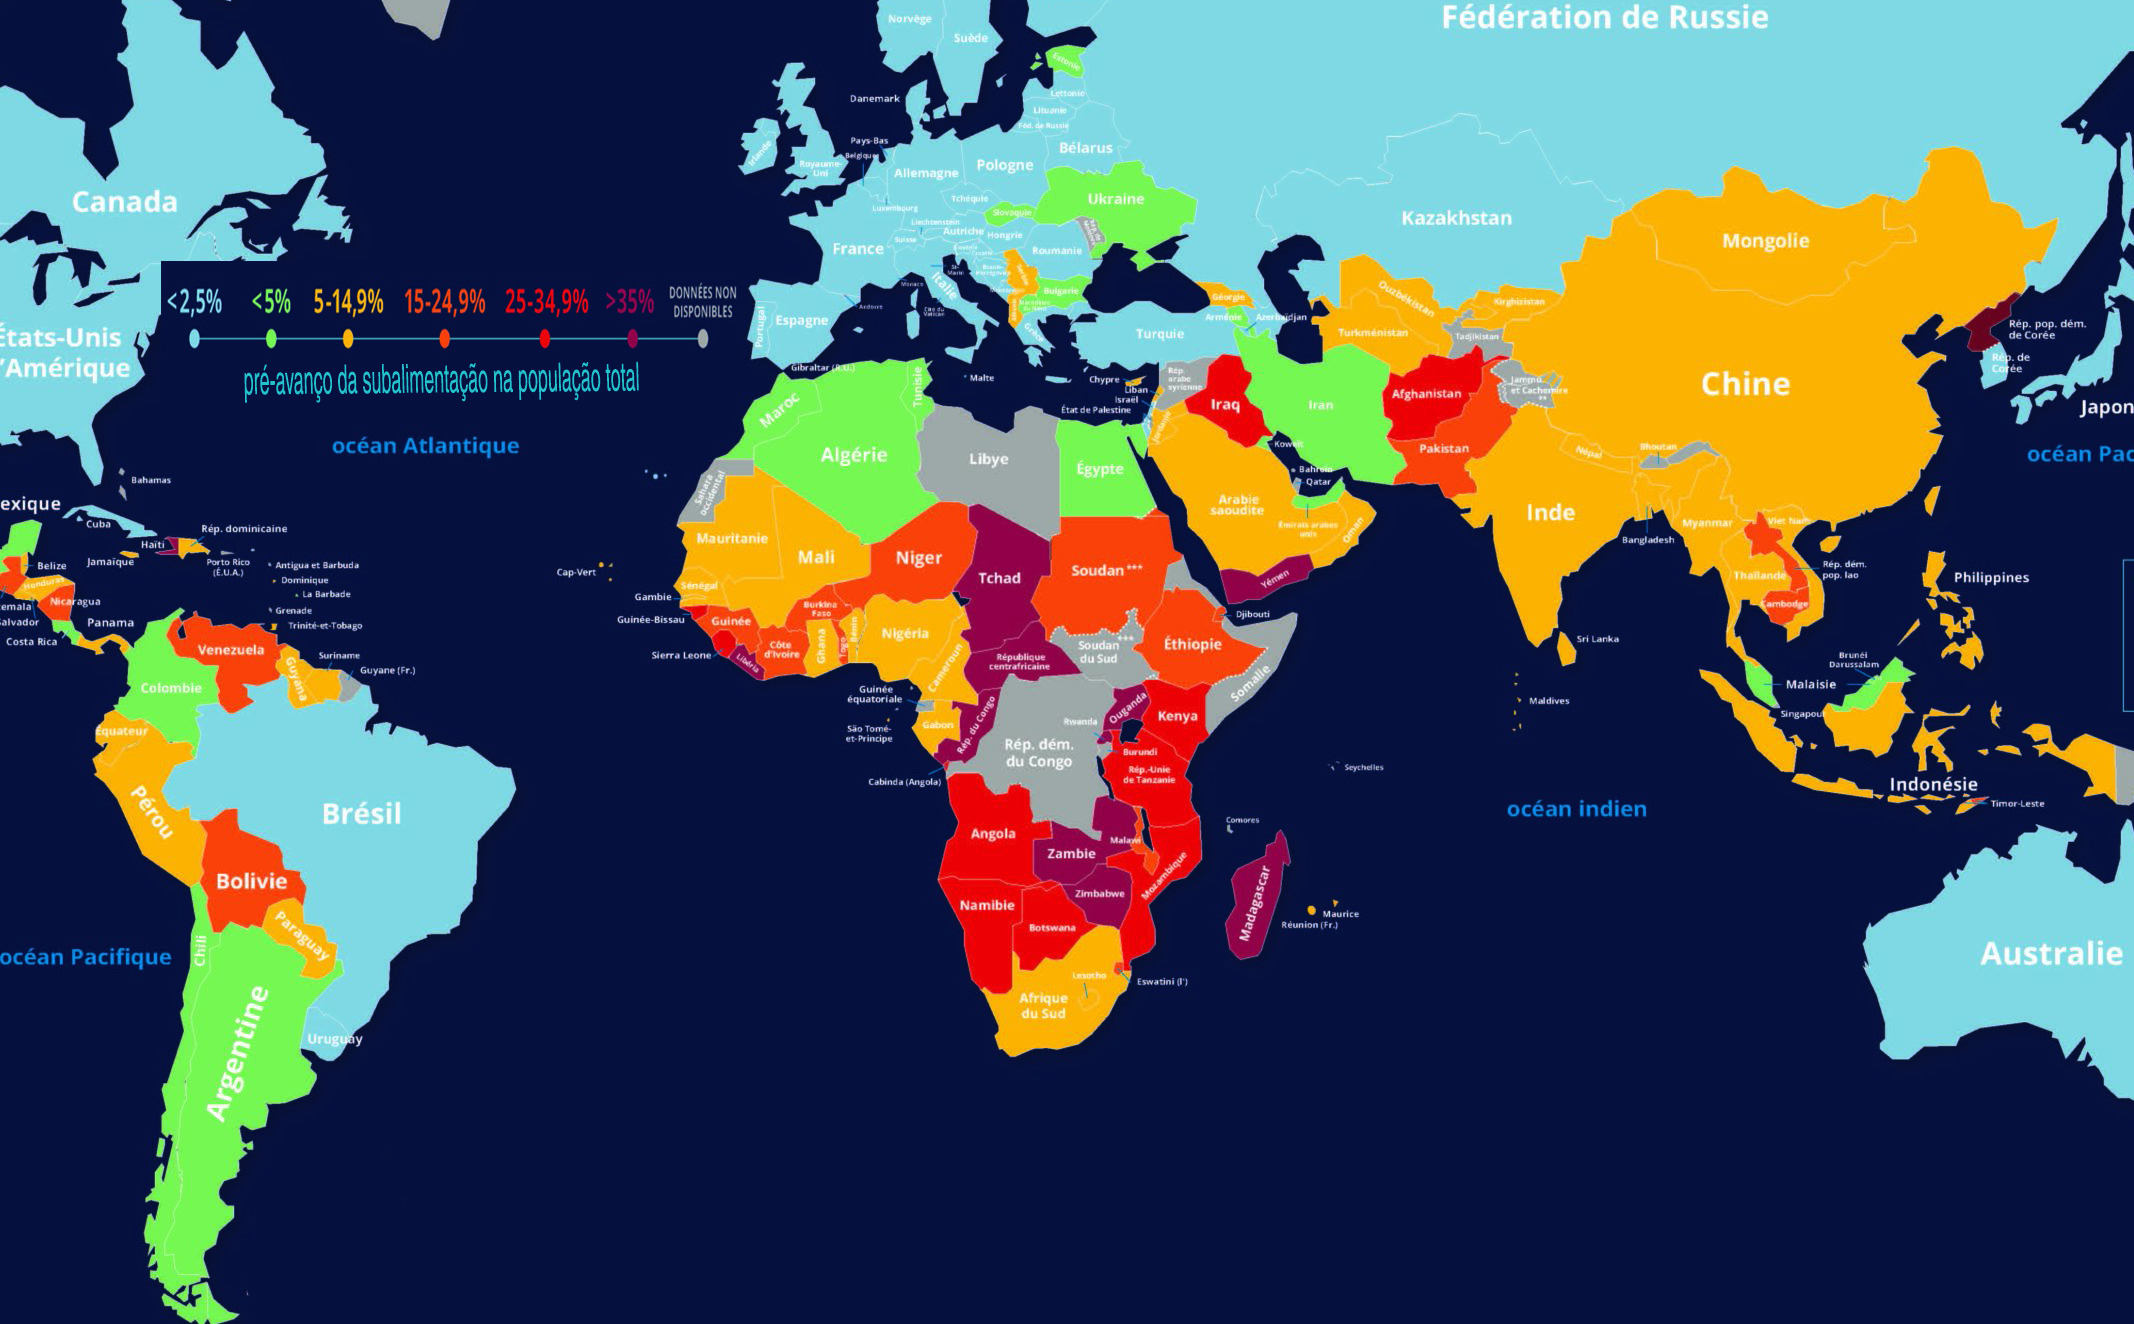 Fédération de Russie
Norvège
Suède
Estonie
Lettonie
Lituanie
Féd. de Russie
Danemark
Pays-Bas
Belgique
Irlande
Royaume-
Uni
Allemagne
Pologne
Bélarus
Ukraine
Tchéquie
Slovaquie
Luxembourg
Liechtenstein
Autriche
Hongrie
Suisse
France
Roumanie
Serbie
Bulgarie
Italie
Monaco
Andorre
Portugal
Espagne
Grèce
Turquie
Géorgie
Arménie
Azerbaïdjan
Canada
États-Unis
d'Amérique
Kazakhstan
Mongolie
Ouzbékistan
Kirghizistan
Turkménistan
Tadjikistan
Chine
Rép. pop. dém.
de Corée
Rép. de
Corée
Japon
<2,5%
<5%
5-14,9%
15-24,9%
25-34,9%
>35%
DONNÉES NON
DISPONIBLES
pré-avanço da subalimentação na população total
océan Atlantique
océan Pac
Gibraltar (R.U.)
Malte
Chypre
Liban
Israël
État de Palestine
Rép.
arabe
syrienne
Jordanie
Iraq
Iran
Afghanistan
Jammu
et Cachemire
**
Pakistan
Koweït
Bahreïn
Qatar
Arabie
saoudite
Émirats arabes
unis
Oman
Yémen
Népal
Bhoutan
Inde
Bangladesh
Myanmar
Viet Nam
Rép. dém.
pop. lao
Thaïlande
Cambodge
Philippines
Sri Lanka
Maldives
Brunéi
Darussalam
Malaisie
Singapour
Indonésie
Timor-Leste
Maroc
Algérie
Tunisie
Libye
Égypte
Sahara
occidental
Mauritanie
Mali
Niger
Tchad
Soudan***
Cap-Vert
Sénégal
Gambie
Guinée-Bissau
Guinée
Sierra Leone
Libéria
Côte
d'Ivoire
Burkina
Faso
Ghana
Togo
Bénin
Nigéria
Cameroun
République
centrafricaine
Soudan
du Sud
***
Éthiopie
Djibouti
Somalie
Guinée
équatoriale
São Tomé-
et-Principe
Gabon
Rép. du Congo
Cabinda (Angola)
Rép. dém.
du Congo
Ouganda
Rwanda
Burundi
Kenya
Rép.-Unie
de Tanzanie
Seychelles
Comores
Angola
Zambie
Malawi
Mozambique
Zimbabwe
Namibie
Botswana
Madagascar
Maurice
Réunion (Fr.)
Lesotho
Eswatini (l')
Afrique
du Sud
océan indien
Australie
exique
Bahamas
Cuba
Haïti
Rép. dominicaine
Jamaïque
Porto Rico
(É.U.A.)
Antigua et Barbuda
Dominique
La Barbade
Grenade
Trinité-et-Tobago
Belize
Honduras
temala
Salvador
Nicaragua
Costa Rica
Panama
Venezuela
Guyana
Suriname
Guyane (Fr.)
Colombie
Équateur
Pérou
Brésil
Bolivie
Paraguay
Chili
Argentine
Uruguay
océan Pacifique